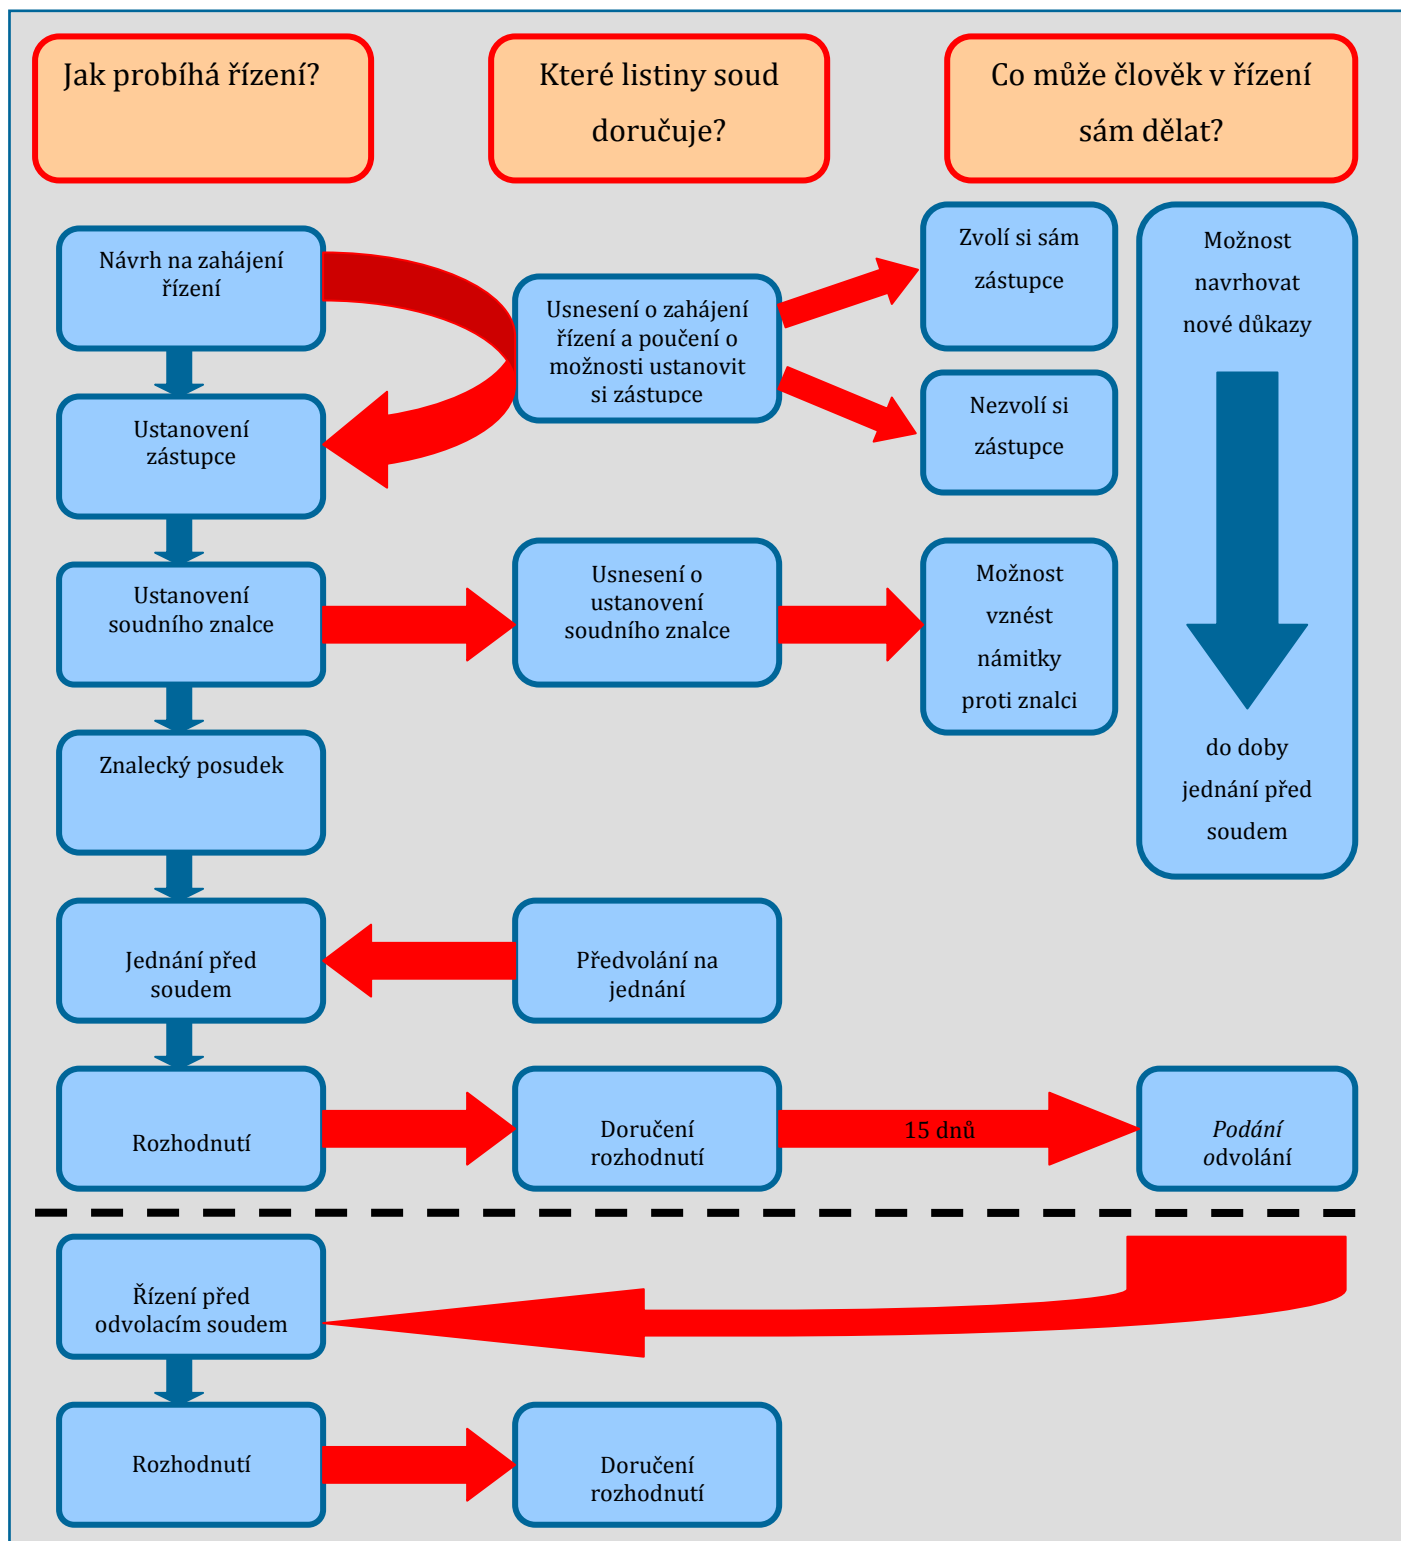 Jak probíhá řízení?
Které listiny soud
doručuje?
Co může člověk v řízení
sám dělat?
Návrh na zahájení
řízení
Usnesení o zahájení
řízení a poučení o
možnosti ustanovit
si zástupce
Zvolí si sám
zástupce
Možnost
navrhovat
nové důkazy
Nezvolí si
zástupce
Ustanovení
zástupce
Ustanovení
soudního znalce
Usnesení o
ustanovení
soudního znalce
Možnost
vznést
námitky
proti znalci
do doby
jednání před
soudem
Znalecký posudek
Jednání před
soudem
Předvolání na
jednání
Rozhodnutí
Doručení
rozhodnutí
15 dnů
Podání
odvolání
Řízení před
odvolacím soudem
Rozhodnutí
Doručení
rozhodnutí